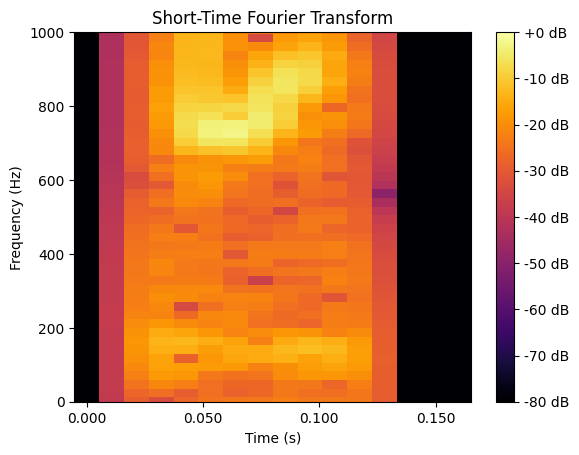 Short-Time Fourier Transform
Frequency (Hz)
1000
800
600
400
200
0
0.000
0.050
0.100
0.150
Time (s)
+0 dB
-10 dB
-20 dB
-30 dB
-40 dB
-50 dB
-60 dB
-70 dB
-80 dB